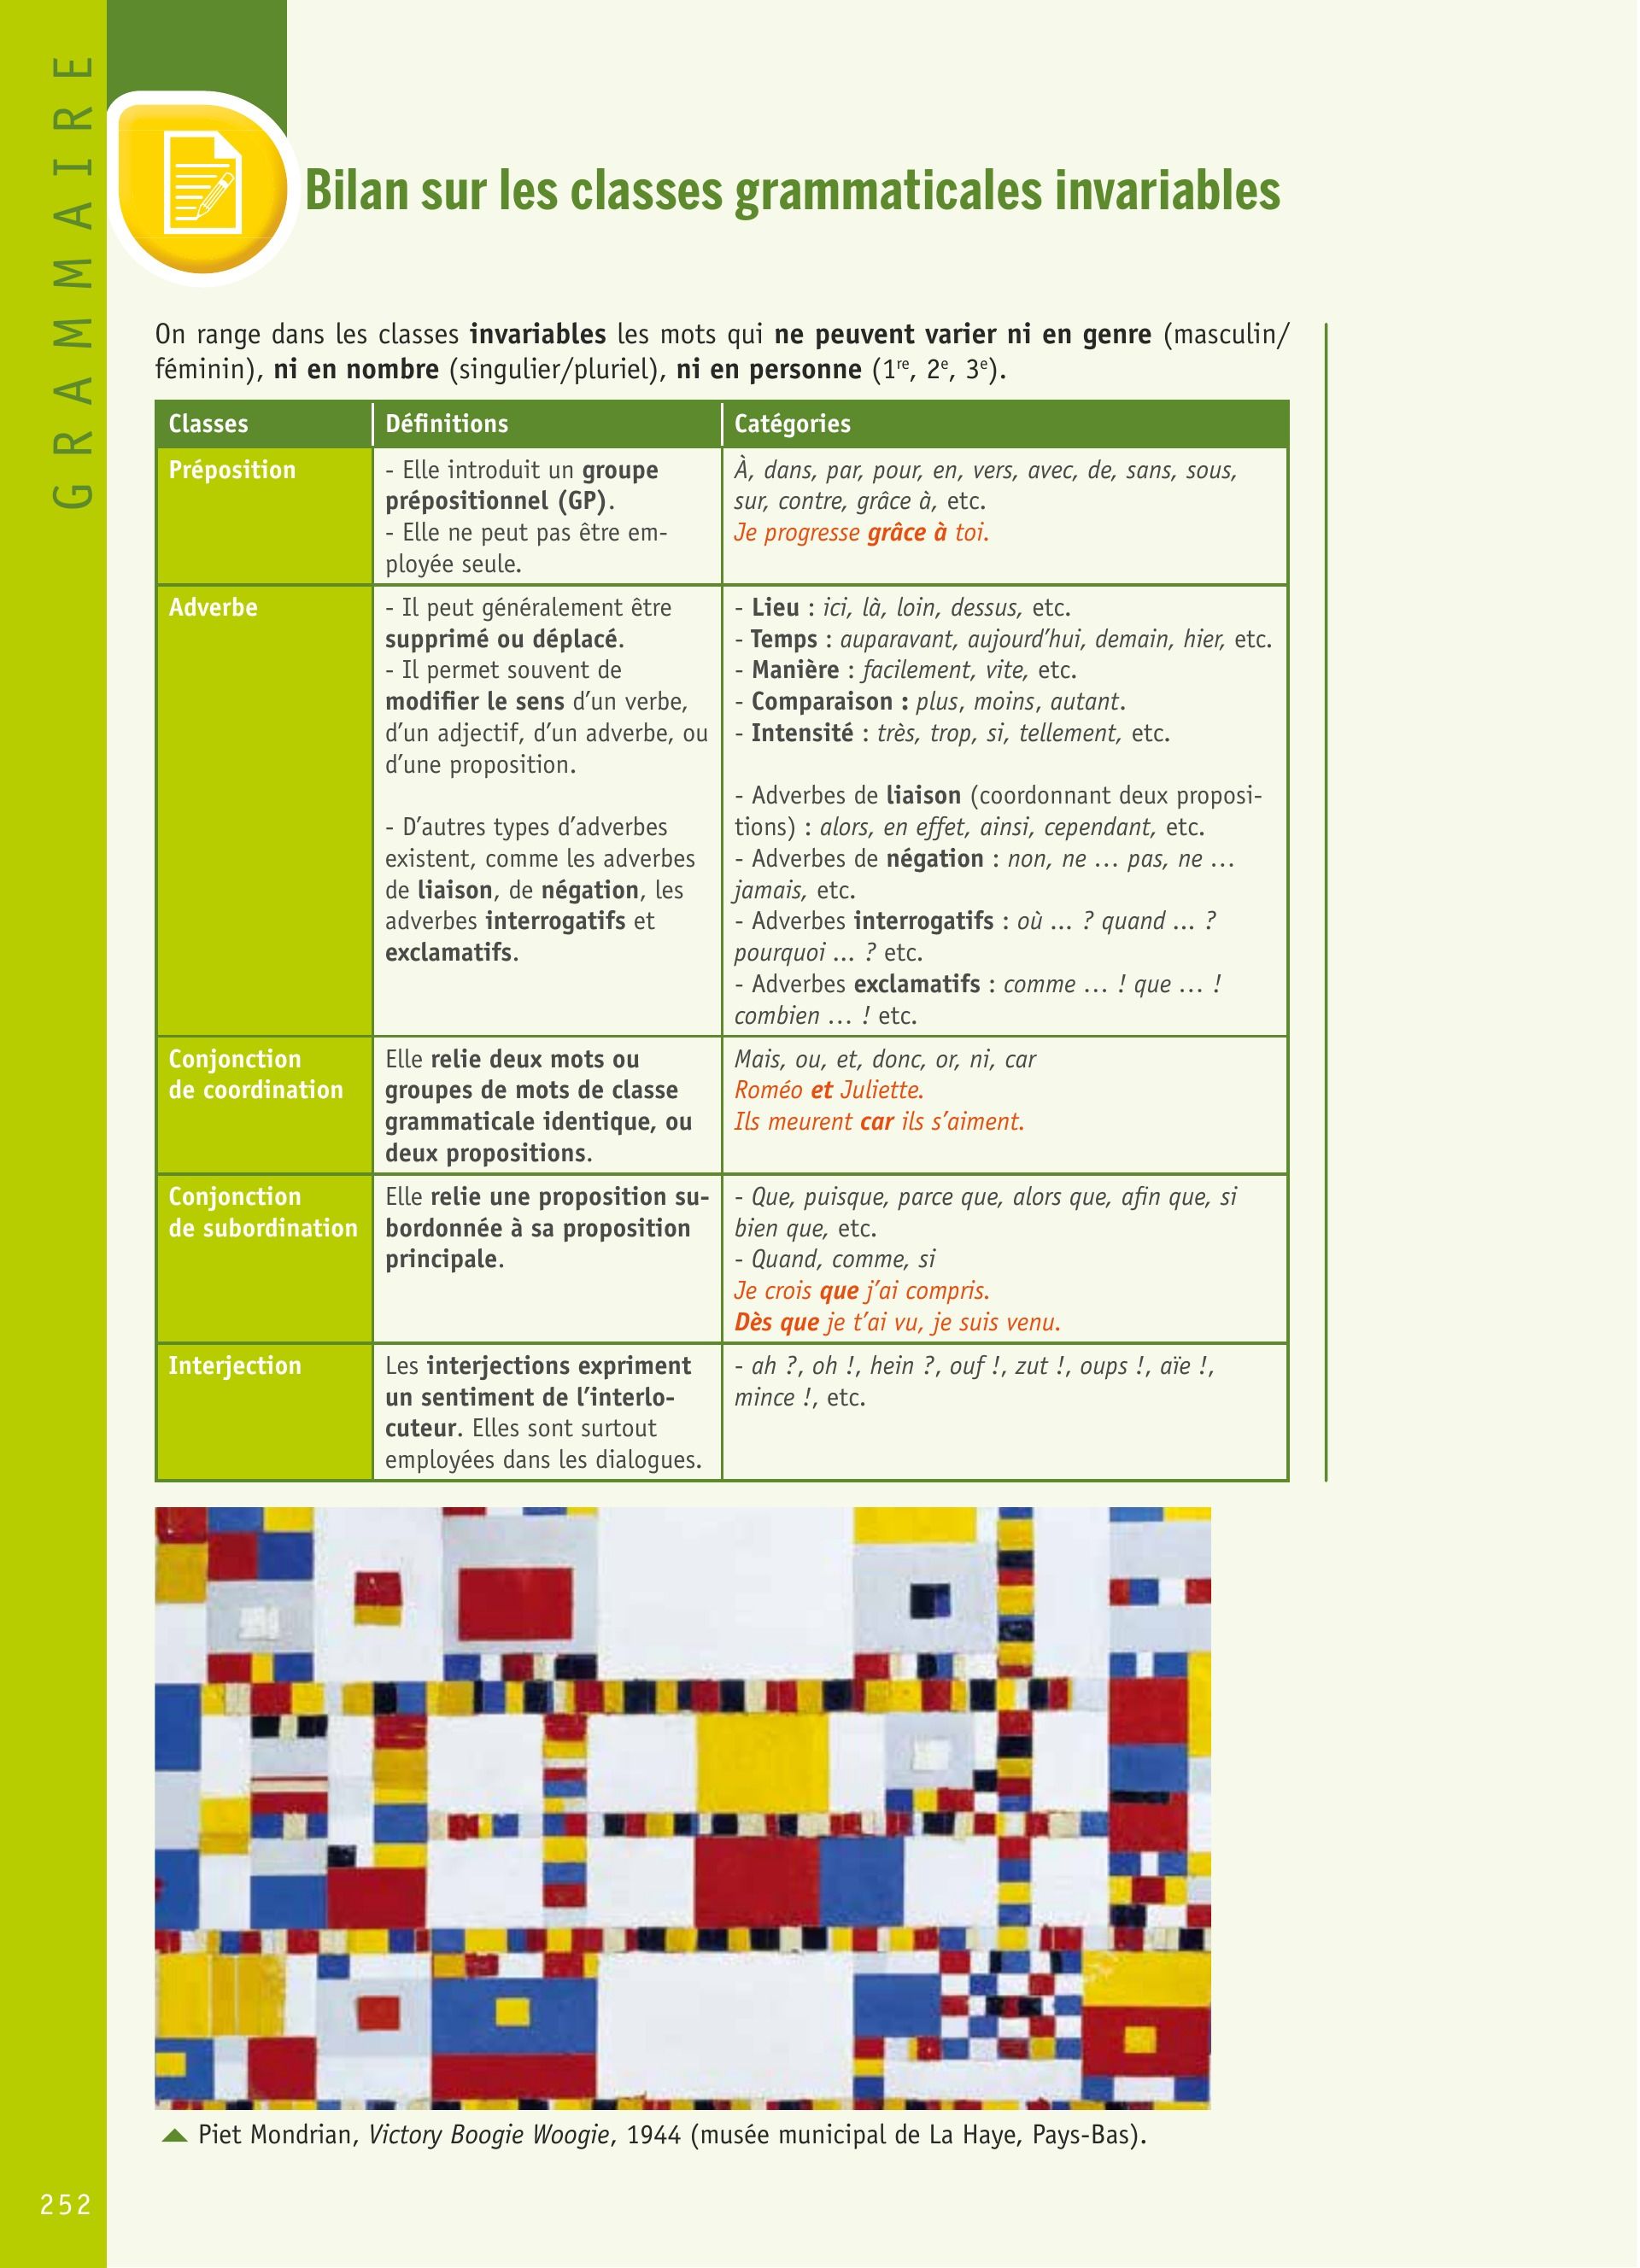 GRAMMAIRE
Bilan sur les classes grammaticales invariables
On range dans les classes invariables les mots qui ne peuvent varier ni en genre (masculin/
féminin), ni en nombre (singulier/pluriel), ni en personne (1re, 2e, 3e).
Classes
Définitions
Catégories
Préposition
- Elle introduit un groupe
prépositionnel (GP).
- Elle ne peut pas être em-
ployée seule.
À, dans, par, pour, en, vers, avec, de, sans, sous,
sur, contre, grâce à, etc.
Je progresse grâce à toi.
Adverbe
- Il peut généralement être
supprimé ou déplacé.
- Il permet souvent de
modifier le sens d'un verbe,
d'un adjectif, d'un adverbe, ou
d'une proposition.
- D'autres types d'adverbes
existent, comme les adverbes
de liaison, de négation, les
adverbes interrogatifs et
exclamatifs.
- Lieu : ici, là, loin, dessus, etc.
- Temps : auparavant, aujourd'hui, demain, hier, etc.
- Manière : facilement, vite, etc.
- Comparaison : plus, moins, autant.
- Intensité : très, trop, si, tellement, etc.
- Adverbes de liaison (coordonnant deux proposi-
tions) : alors, en effet, ainsi, cependant, etc.
- Adverbes de négation : non, ne … pas, ne …
jamais, etc.
- Adverbes interrogatifs : où … ? quand … ?
pourquoi … ? etc.
- Adverbes exclamatifs : comme … ! que … !
combien … ! etc.
Conjonction
de coordination
Elle relie deux mots ou
groupes de mots de classe
grammaticale identique, ou
deux propositions.
Mais, ou, et, donc, or, ni, car
Roméo et Juliette.
Ils meurent car ils s'aiment.
Conjonction
de subordination
Elle relie une proposition su-
bordonnée à sa proposition
principale.
- Que, puisque, parce que, alors que, afin que, si
bien que, etc.
- Quand, comme, si
Je crois que j'ai compris.
Dès que je t'ai vu, je suis venu.
Interjection
Les interjections expriment
un sentiment de l'interlo-
cuteur. Elles sont surtout
employées dans les dialogues.
- ah ?, oh !, hein ?, ouf !, zut !, oups !, aïe !,
mince !, etc.
Piet Mondrian, Victory Boogie Woogie, 1944 (musée municipal de La Haye, Pays-Bas).
252